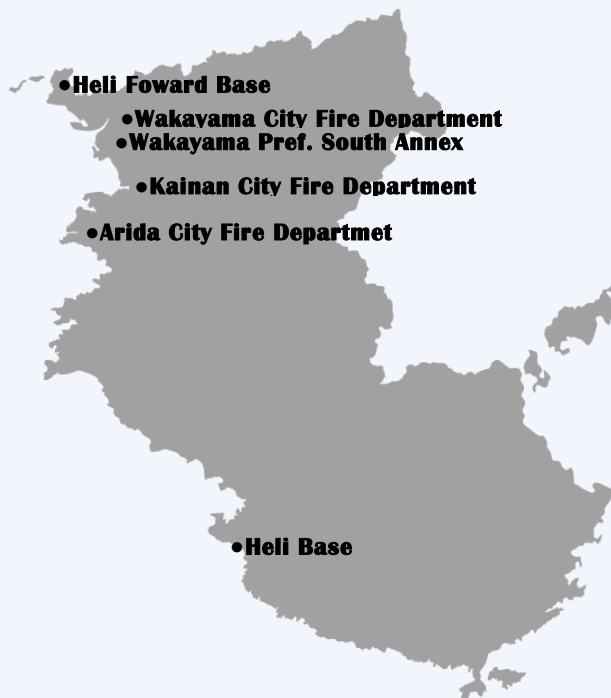 •Heli Foward Base
•Wakayama City Fire Department
•Wakayama Pref. South Annex
•Kainan City Fire Department
•Arida City Fire Departmet
•Heli Base